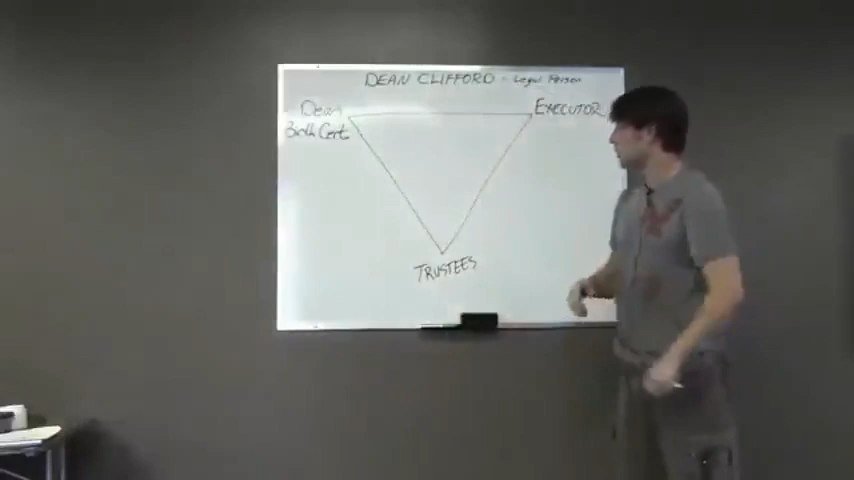 DEAN CLIFFORD - Legal Person
Dean
Birth Cert
EXECUTOR
TRUSTEES